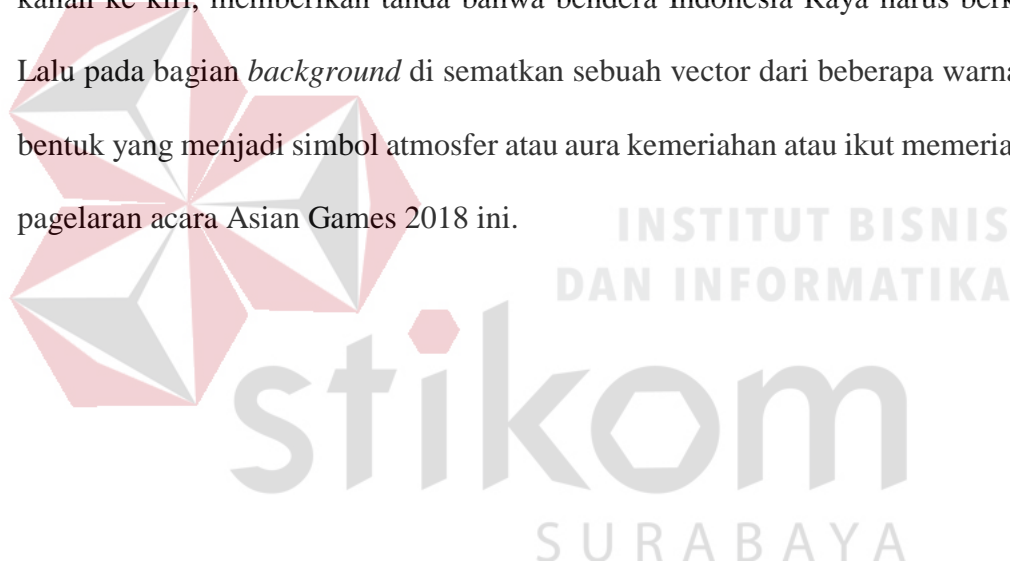 kanan ke kiri, memberikan tanda bahwa bendera Indonesia Raya harus
Lalu pada bagian background di sematkan sebuah vector dari beberapa warna
bentuk yang menjadi simbol atmosfer atau aura kemeriahan atau ikut
pagelaran acara Asian Games 2018 ini.
INSTITUT BISNIS
DAN INFORMATIKA
stikom
SURABAYA